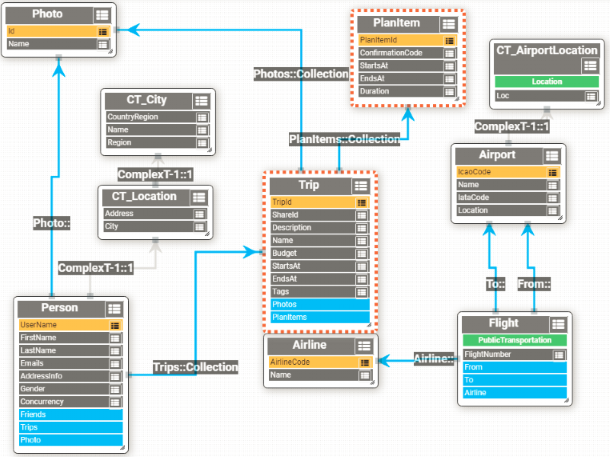 Photo
Id
Name
PlanItem
PlanItemId
ConfirmationCode
StartsAt
EndsAt
Duration
CT_AirportLocation
Location
Loc
Photos::Collection
PlanItems::Collection
ComplexT-1::1
CT_City
CountryRegion
Name
Region
ComplexT-1::1
CT_Location
Address
City
Photo::
ComplexT-1::1
Trip
TripId
ShareId
Description
Name
Budget
StartsAt
EndsAt
Tags
Photos
PlanItems
Airport
IcaoCode
Name
IataCode
Location
To::
From::
Person
UserName
FirstName
LastName
Emails
AddressInfo
Gender
Concurrency
Friends
Trips
Photo
Trips::Collection
Airline
AirlineCode
Name
Airline::
Flight
PublicTransportation
FlightNumber
From
To
Airline